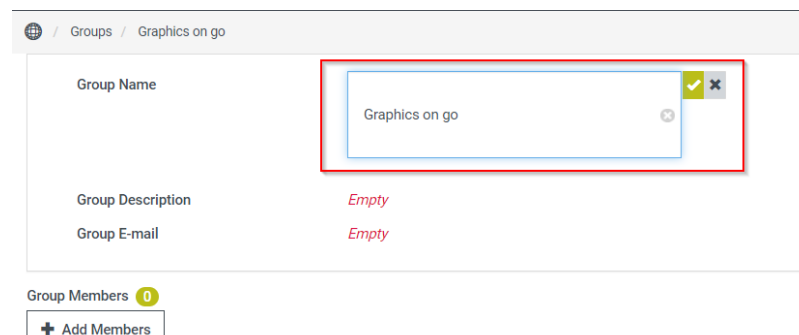 / Groups / Graphics on go
Group Name
Graphics on go
Group Description Empty
Group E-mail Empty
Group Members 0
Add Members